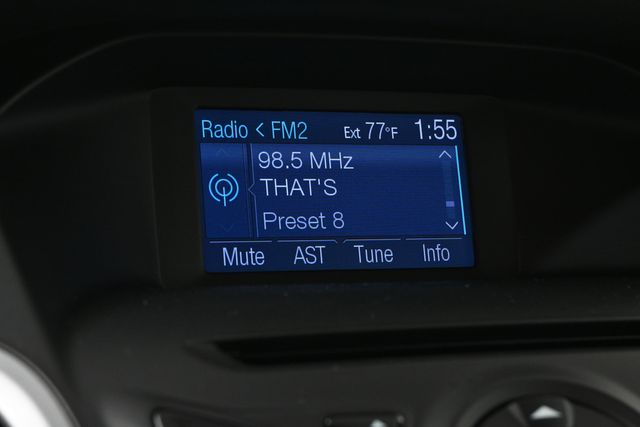 Radio < FM2 Ext 77°F 1:55
98.5 MHz
THAT'S
Preset 8
Mute AST Tune Info